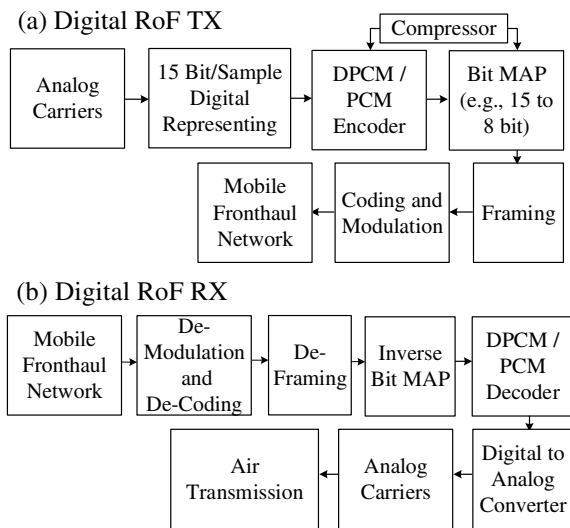 (a) Digital RoF TX
Compressor
Analog
Carriers
15 Bit/Sample
Digital
Representing
DPCM /
PCM
Encoder
Bit MAP
(e.g., 15 to
8 bit)
Mobile
Fronthaul
Network
Coding and
Modulation
Framing
(b) Digital RoF RX
Mobile
Fronthaul
Network
De-
Modulation
and
De-Coding
De-
Framing
Inverse
Bit MAP
DPCM /
PCM
Decoder
Air
Transmission
Analog
Carriers
Digital to
Analog
Converter